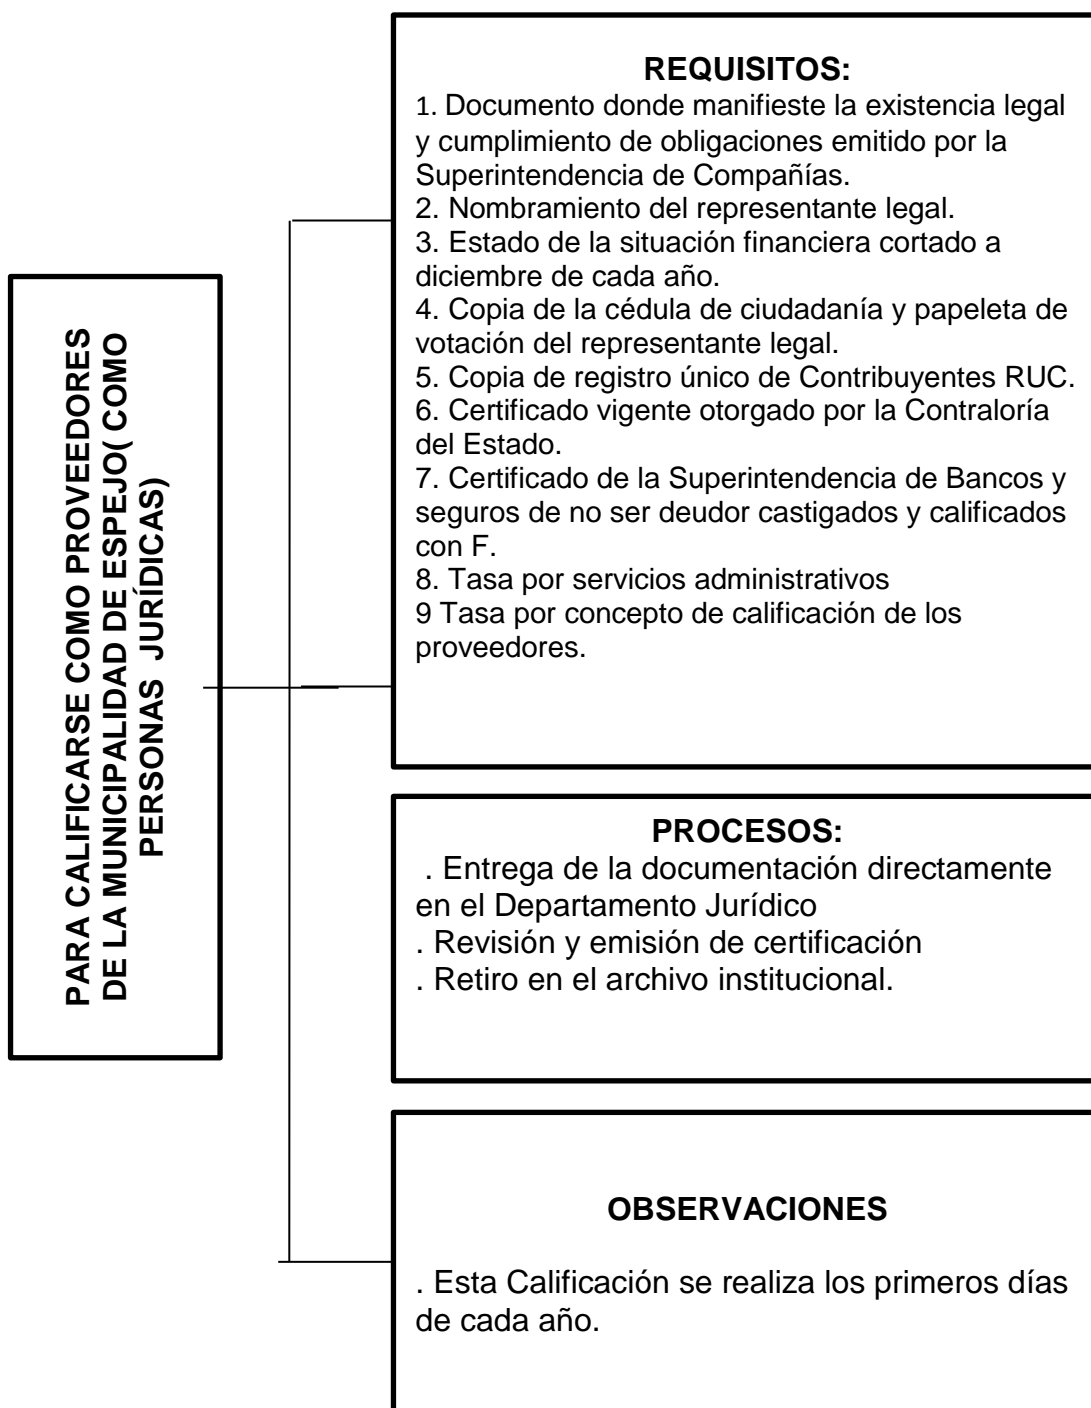 PARA CALIFICARSE COMO PROVEEDORES
DE LA MUNICIPALIDAD DE ESPEJO( COMO
PERSONAS JURÍDICAS)
REQUISITOS:
1. Documento donde manifieste la existencia legal
y cumplimiento de obligaciones emitido por la
Superintendencia de Compañías.
2. Nombramiento del representante legal.
3. Estado de la situación financiera cortado a
diciembre de cada año.
4. Copia de la cédula de ciudadanía y papeleta de
votación del representante legal.
5. Copia de registro único de Contribuyentes RUC.
6. Certificado vigente otorgado por la Contraloría
del Estado.
7. Certificado de la Superintendencia de Bancos y
seguros de no ser deudor castigados y calificados
con F.
8. Tasa por servicios administrativos
9 Tasa por concepto de calificación de los
proveedores.
PROCESOS:
. Entrega de la documentación directamente
en el Departamento Jurídico
. Revisión y emisión de certificación
. Retiro en el archivo institucional.
OBSERVACIONES
. Esta Calificación se realiza los primeros días
de cada año.